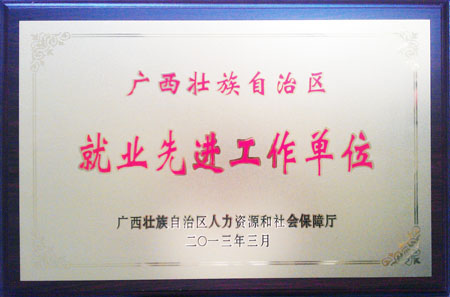 广西壮族自治区
就业先进工作单位
广西壮族自治区人力资源和社会保障厅
二〇一三年三月